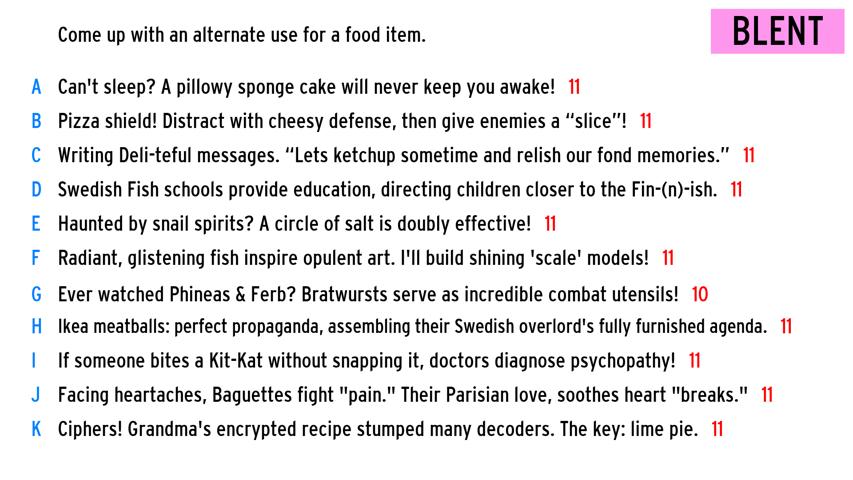 Come up with an alternate use for a food item.
BLENT
A Can't sleep? A pillowy sponge cake will never keep you awake! 11
B Pizza shield! Distract with cheesy defense, then give enemies a “slice”! 11
C Writing Deli-teful messages. “Lets ketchup sometime and relish our fond memories.” 11
D Swedish Fish schools provide education, directing children closer to the Fin-(n)-ish. 11
E Haunted by snail spirits? A circle of salt is doubly effective! 11
F Radiant, glistening fish inspire opulent art. I'll build shining 'scale' models! 11
G Ever watched Phineas & Ferb? Bratwursts serve as incredible combat utensils! 10
H Ikea meatballs: perfect propaganda, assembling their Swedish overlord's fully furnished agenda. 11
I If someone bites a Kit-Kat without snapping it, doctors diagnose psychopathy! 11
J Facing heartaches, Baguettes fight "pain." Their Parisian love, soothes heart "breaks." 11
K Ciphers! Grandma's encrypted recipe stumped many decoders. The key: lime pie. 11